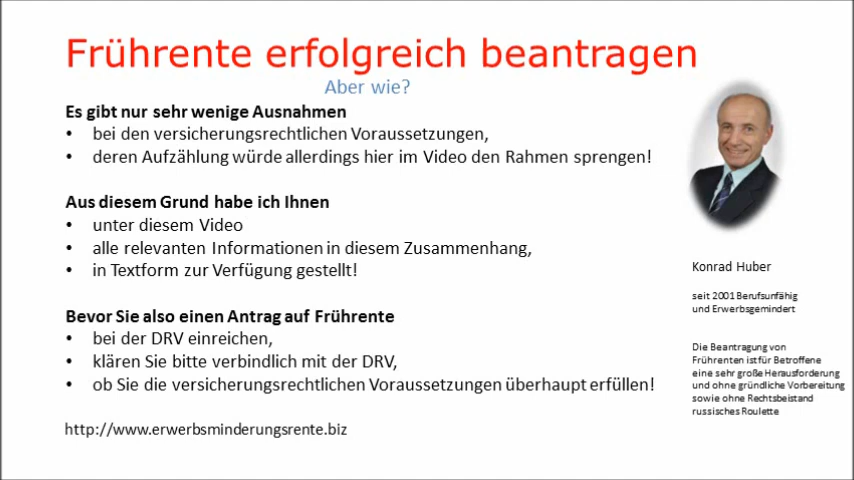 Frührente erfolgreich beantragen
Aber wie?
Es gibt nur sehr wenige Ausnahmen
• bei den versicherungsrechtlichen Voraussetzungen,
• deren Aufzählung würde allerdings hier im Video den Rahmen sprengen!
Aus diesem Grund habe ich Ihnen
• unter diesem Video
• alle relevanten Informationen in diesem Zusammenhang,
• in Textform zur Verfügung gestellt!
Bevor Sie also einen Antrag auf Frührente
• bei der DRV einreichen,
• klären Sie bitte verbindlich mit der DRV,
• ob Sie die versicherungsrechtlichen Voraussetzungen überhaupt erfüllen!
http://www.erwerbsminderungsrente.biz
Konrad Huber
seit 2001 Berufsunfähig
und Erwerbsgemindert
Die Beantragung von
Frührenten ist für Betroffene
eine sehr große Herausforderung
und ohne gründliche Vorbereitung
sowie ohne Rechtsbeistand
russisches Roulette